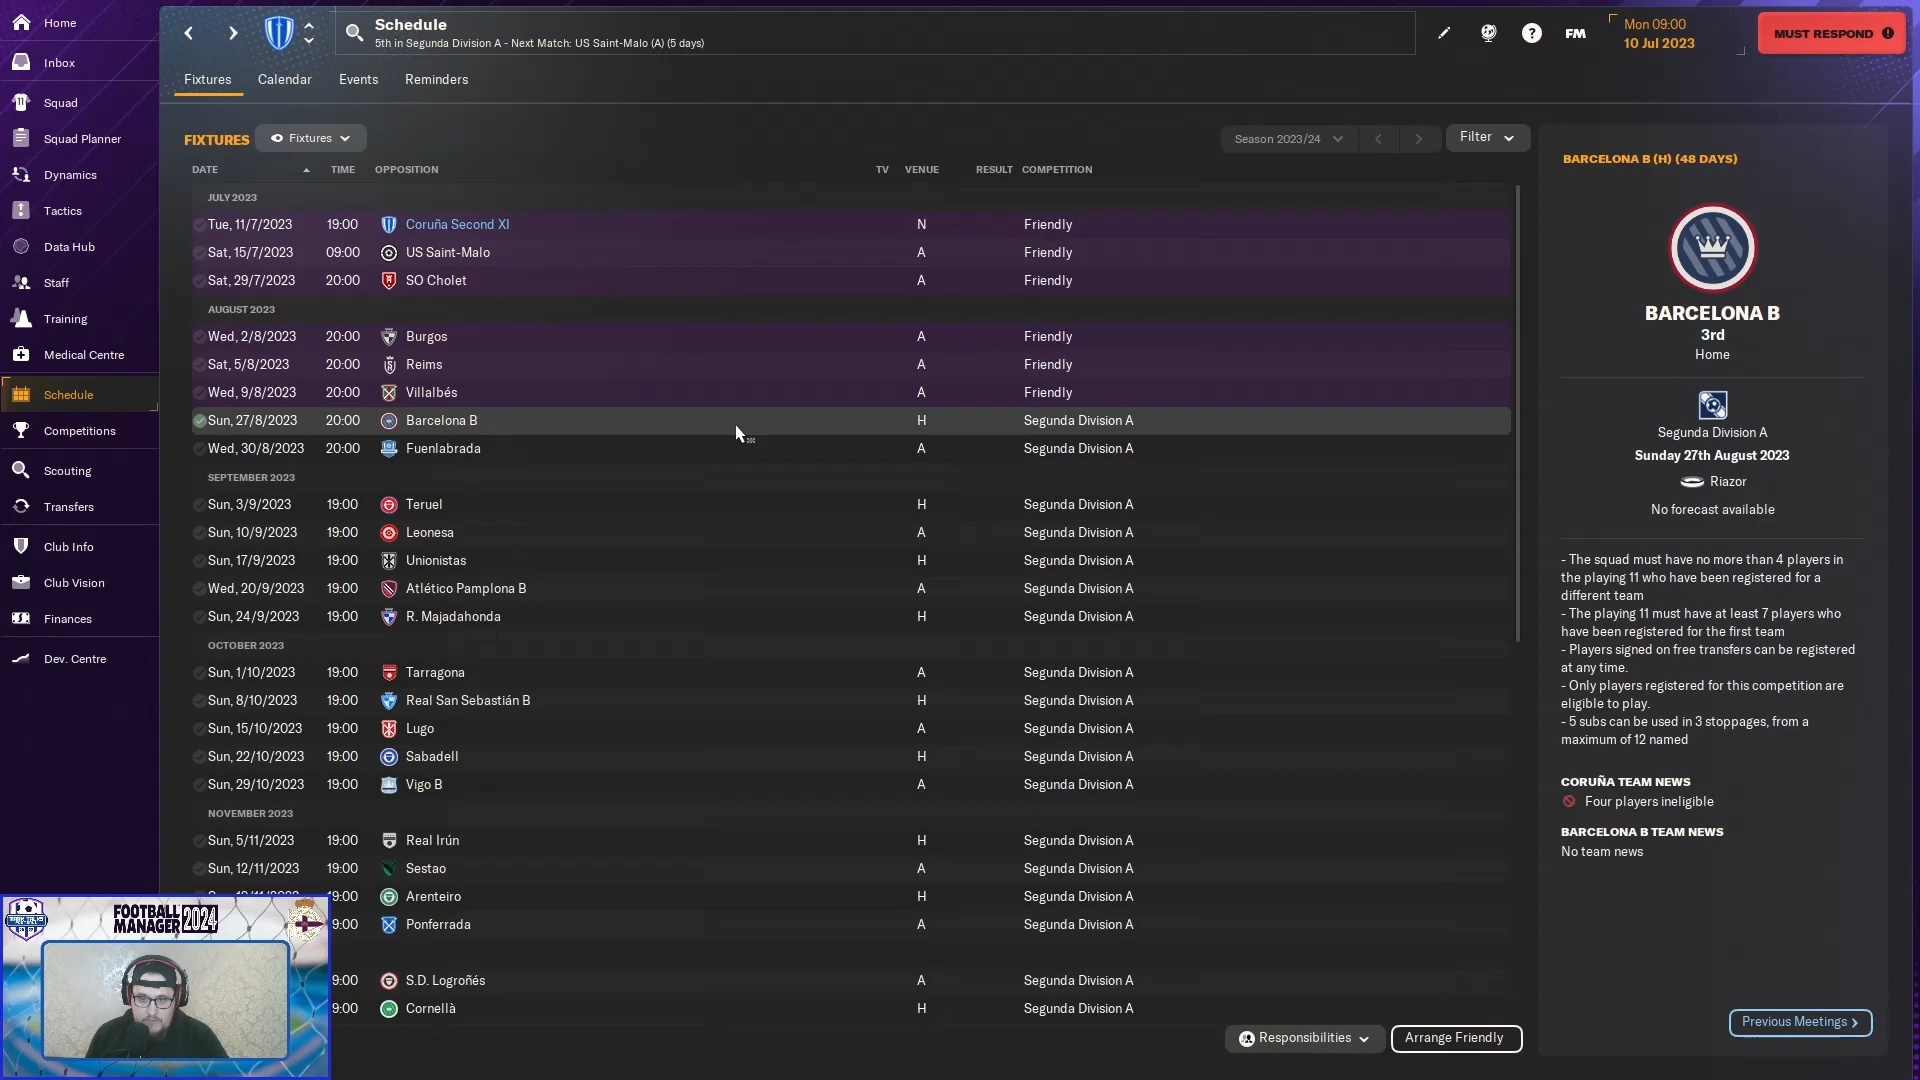 Home
Inbox
Squad
Squad Planner
Dynamics
Tactics
Data Hub
Staff
Training
Medical Centre
Schedule
Competitions
Scouting
Transfers
Club Info
Club Vision
Finances
Dev. Centre
Schedule
5th in Segunda Division A - Next Match: US Saint-Malo (A) (5 days)
FM
Mon 09:00
10 Jul 2023
MUST RESPOND
Fixtures Calendar Events Reminders
FIXTURES Fixtures Season 2023/24 Filter
DATE TIME OPPOSITION TV VENUE RESULT COMPETITION
JULY 2023
Tue, 11/7/2023 19:00 Coruña Second XI N Friendly
Sat, 15/7/2023 09:00 US Saint-Malo A Friendly
Sat, 29/7/2023 20:00 SO Cholet A Friendly
AUGUST 2023
Wed, 2/8/2023 20:00 Burgos A Friendly
Sat, 5/8/2023 20:00 Reims A Friendly
Wed, 9/8/2023 20:00 Villalbés A Friendly
Sun, 27/8/2023 20:00 Barcelona B H Segunda Division A
Wed, 30/8/2023 20:00 Fuenlabrada A Segunda Division A
SEPTEMBER 2023
Sun, 3/9/2023 19:00 Teruel H Segunda Division A
Sun, 10/9/2023 19:00 Leonesa A Segunda Division A
Sun, 17/9/2023 19:00 Unionistas H Segunda Division A
Wed, 20/9/2023 19:00 Atlético Pamplona B A Segunda Division A
Sun, 24/9/2023 19:00 R. Majadahonda H Segunda Division A
OCTOBER 2023
Sun, 1/10/2023 19:00 Tarragona A Segunda Division A
Sun, 8/10/2023 19:00 Real San Sebastián B H Segunda Division A
Sun, 15/10/2023 19:00 Lugo A Segunda Division A
Sun, 22/10/2023 19:00 Sabadell H Segunda Division A
Sun, 29/10/2023 19:00 Vigo B A Segunda Division A
NOVEMBER 2023
Sun, 5/11/2023 19:00 Real Irún H Segunda Division A
Sun, 12/11/2023 19:00 Sestao A Segunda Division A
9:00 Arenteiro H Segunda Division A
9:00 Ponferrada A Segunda Division A
9:00 S.D. Logroñés A Segunda Division A
9:00 Cornellà H Segunda Division A
Responsibilities Arrange Friendly
BARCELONA B (H) (48 DAYS)
BARCELONA B
3rd
Home
Segunda Division A
Sunday 27th August 2023
Riazor
No forecast available
- The squad must have no more than 4 players in
the playing 11 who have been registered for a
different team
- The playing 11 must have at least 7 players who
have been registered for the first team
- Players signed on free transfers can be registered
at any time.
- Only players registered for this competition are
eligible to play.
- 5 subs can be used in 3 stoppages, from a
maximum of 12 named
CORUÑA TEAM NEWS
Four players ineligible
BARCELONA B TEAM NEWS
No team news
Previous Meetings
FOOTBALL
MANAGER 2024